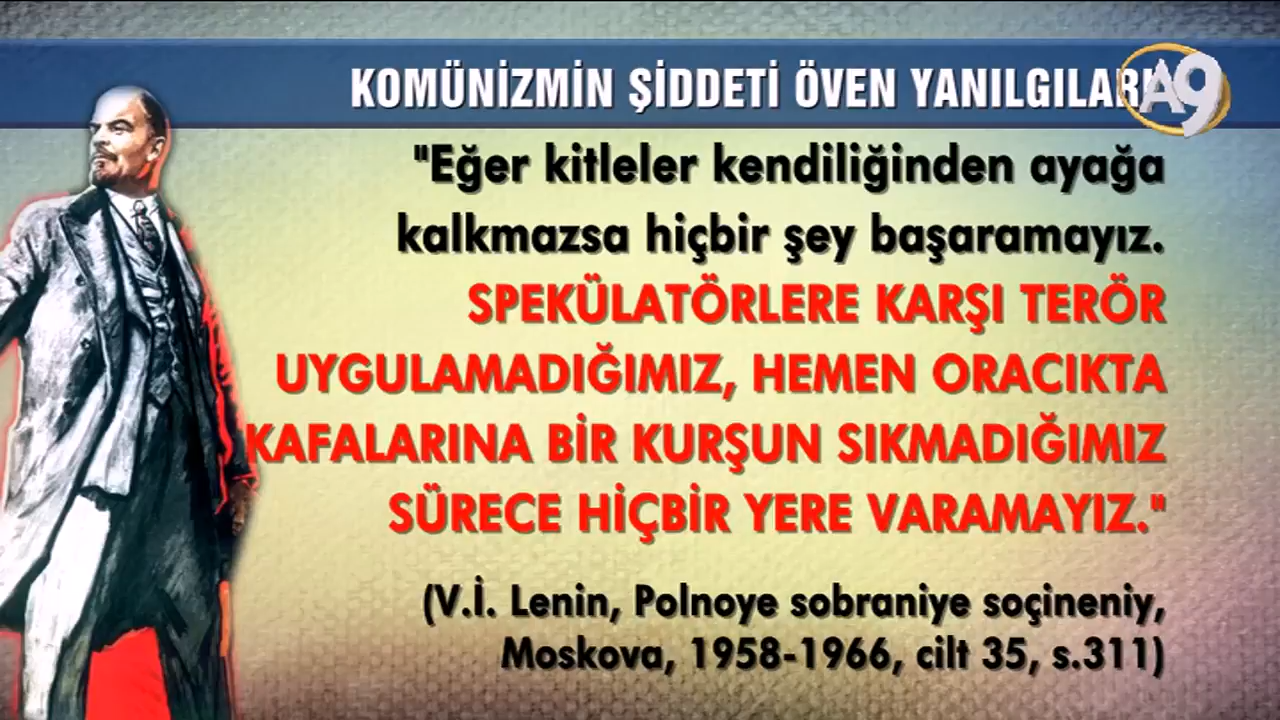 KOMÜNİZMİN ŞİDDETİ ÖVEN YANILGILARI
A9
"Eğer kitleler kendiliğinden ayağa
kalkmazsa hiçbir şey başaramayız.
SPEKÜLATÖRLERE KARŞI TERÖR
UYGULAMADIĞIMIZ, HEMEN ORACIKTA
KAFALARINA BİR KURŞUN SIKMADIĞIMIZ
SÜRECE HİÇBİR YERE VARAMAYIZ."
(V.İ. Lenin, Polnoye sobraniye soçineniy,
Moskova, 1958-1966, cilt 35, s.311)